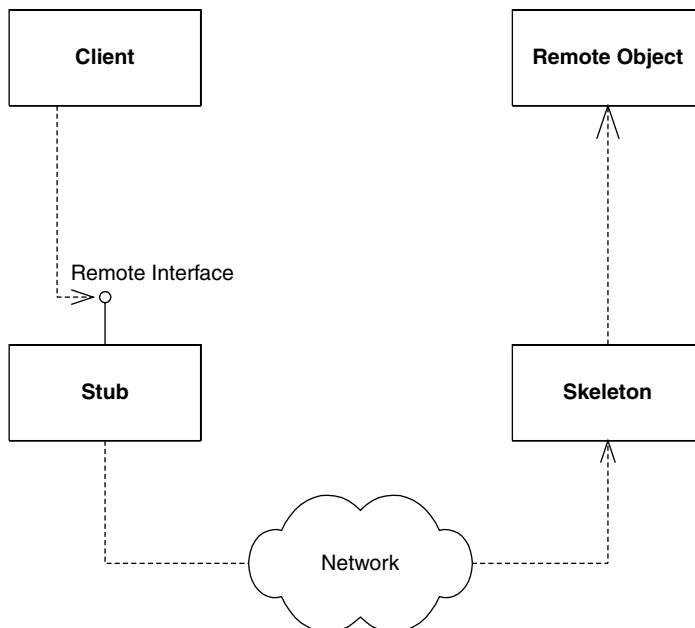 Client
Remote Object
Remote Interface
Stub
Skeleton
Network